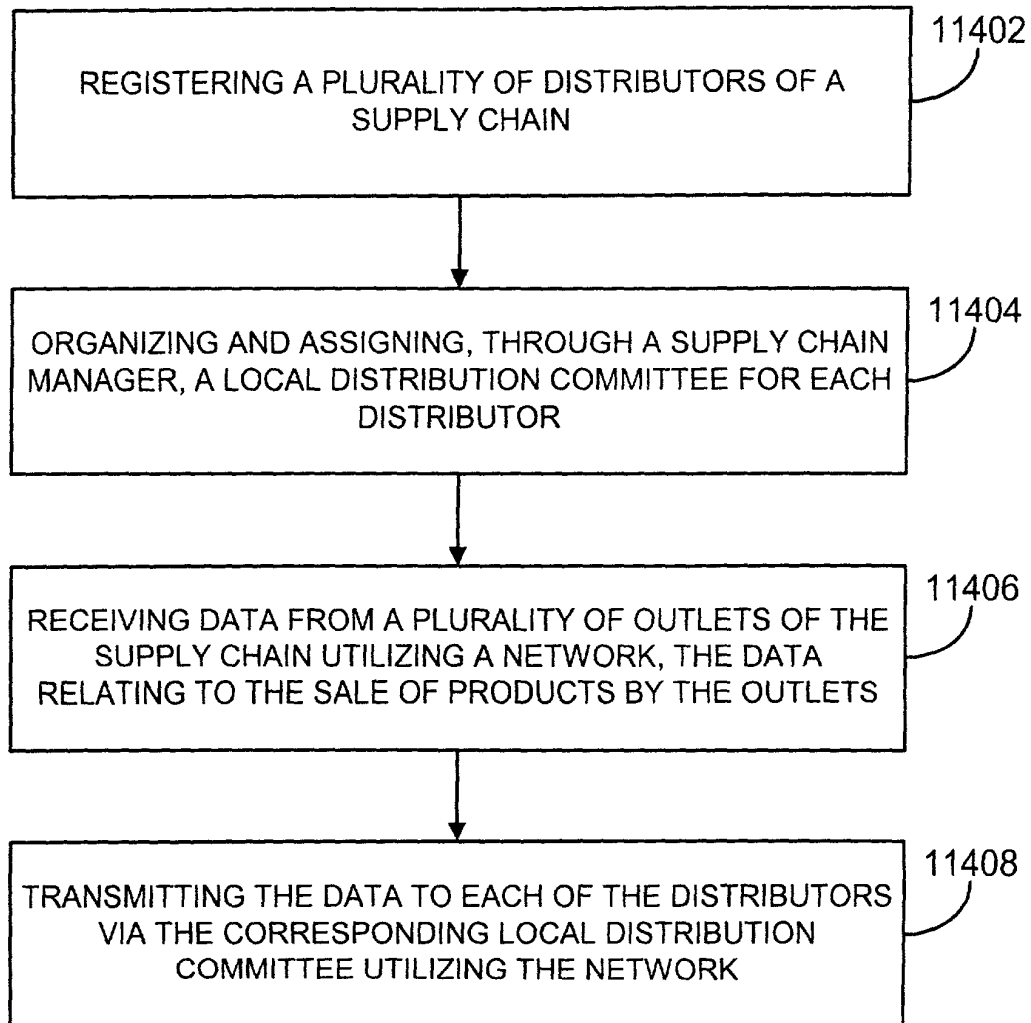 11402
REGISTERING A PLURALITY OF DISTRIBUTORS OF A
SUPPLY CHAIN
11404
ORGANIZING AND ASSIGNING, THROUGH A SUPPLY CHAIN
MANAGER, A LOCAL DISTRIBUTION COMMITTEE FOR EACH
DISTRIBUTOR
11406
RECEIVING DATA FROM A PLURALITY OF OUTLETS OF THE
SUPPLY CHAIN UTILIZING A NETWORK, THE DATA
RELATING TO THE SALE OF PRODUCTS BY THE OUTLETS
11408
TRANSMITTING THE DATA TO EACH OF THE DISTRIBUTORS
VIA THE CORRESPONDING LOCAL DISTRIBUTION
COMMITTEE UTILIZING THE NETWORK